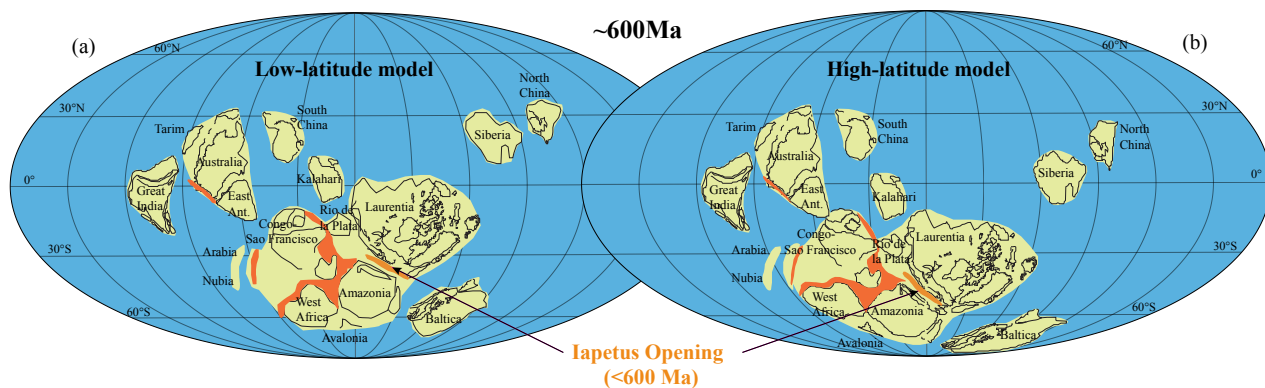 ~600Ma
(a)
Low-latitude model
60°N
30°N
0°
30°S
60°S
Tarim
South
China
North
China
Siberia
Australia
Great
India
East
Ant.
Kalahari
Laurentia
Congo-
Sao Francisco
Rio de
la Plata
Arabia
Nubia
West
Africa
Amazonia
Avalonia
Baltica
(b)
High-latitude model
60°N
30°N
0°
30°S
60°S
Tarim
South
China
North
China
Siberia
Australia
Great
India
East
Ant.
Kalahari
Laurentia
Congo-
Sao Francisco
Rio de
la Plata
Arabia
Nubia
West
Africa
Amazonia
Avalonia
Baltica
Iapetus Opening
(<600 Ma)